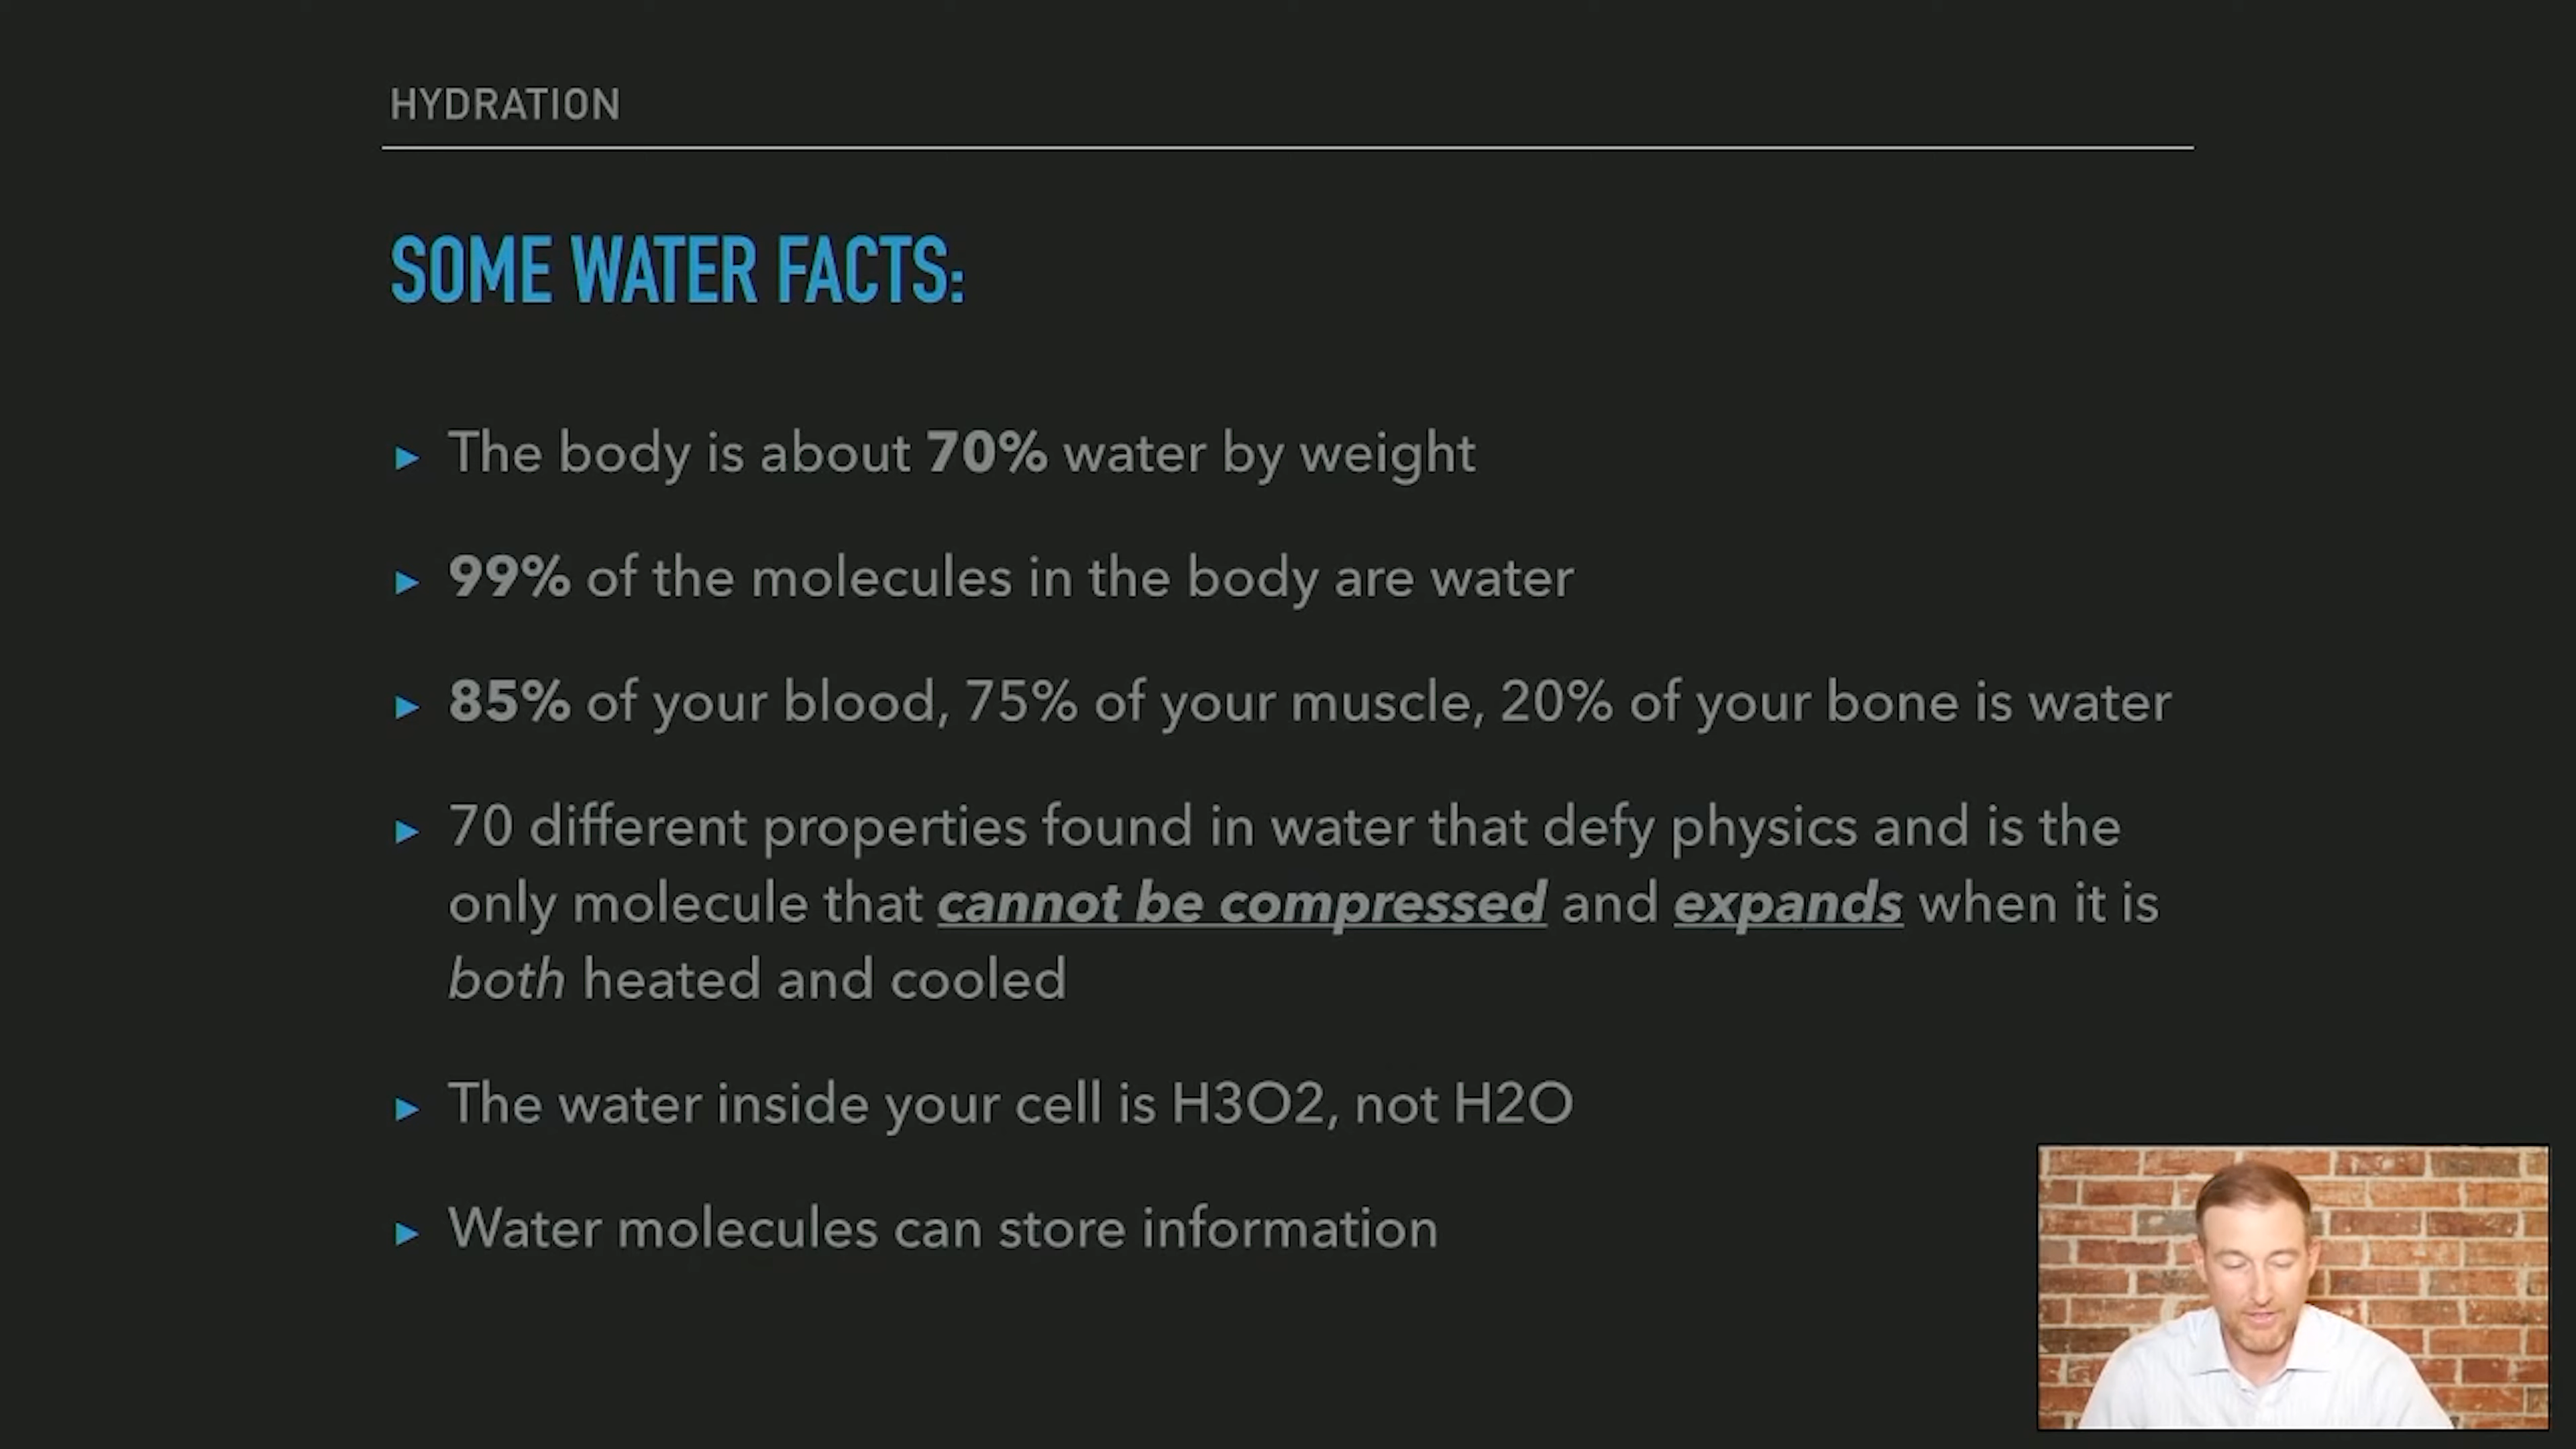 HYDRATION
SOME WATER FACTS:
▸ The body is about 70% water by weight
▸ 99% of the molecules in the body are water
▸ 85% of your blood, 75% of your muscle, 20% of your bone is water
▸ 70 different properties found in water that defy physics and is the
only molecule that cannot be compressed and expands when it is
both heated and cooled
▸ The water inside your cell is H3O2, not H2O
▸ Water molecules can store information